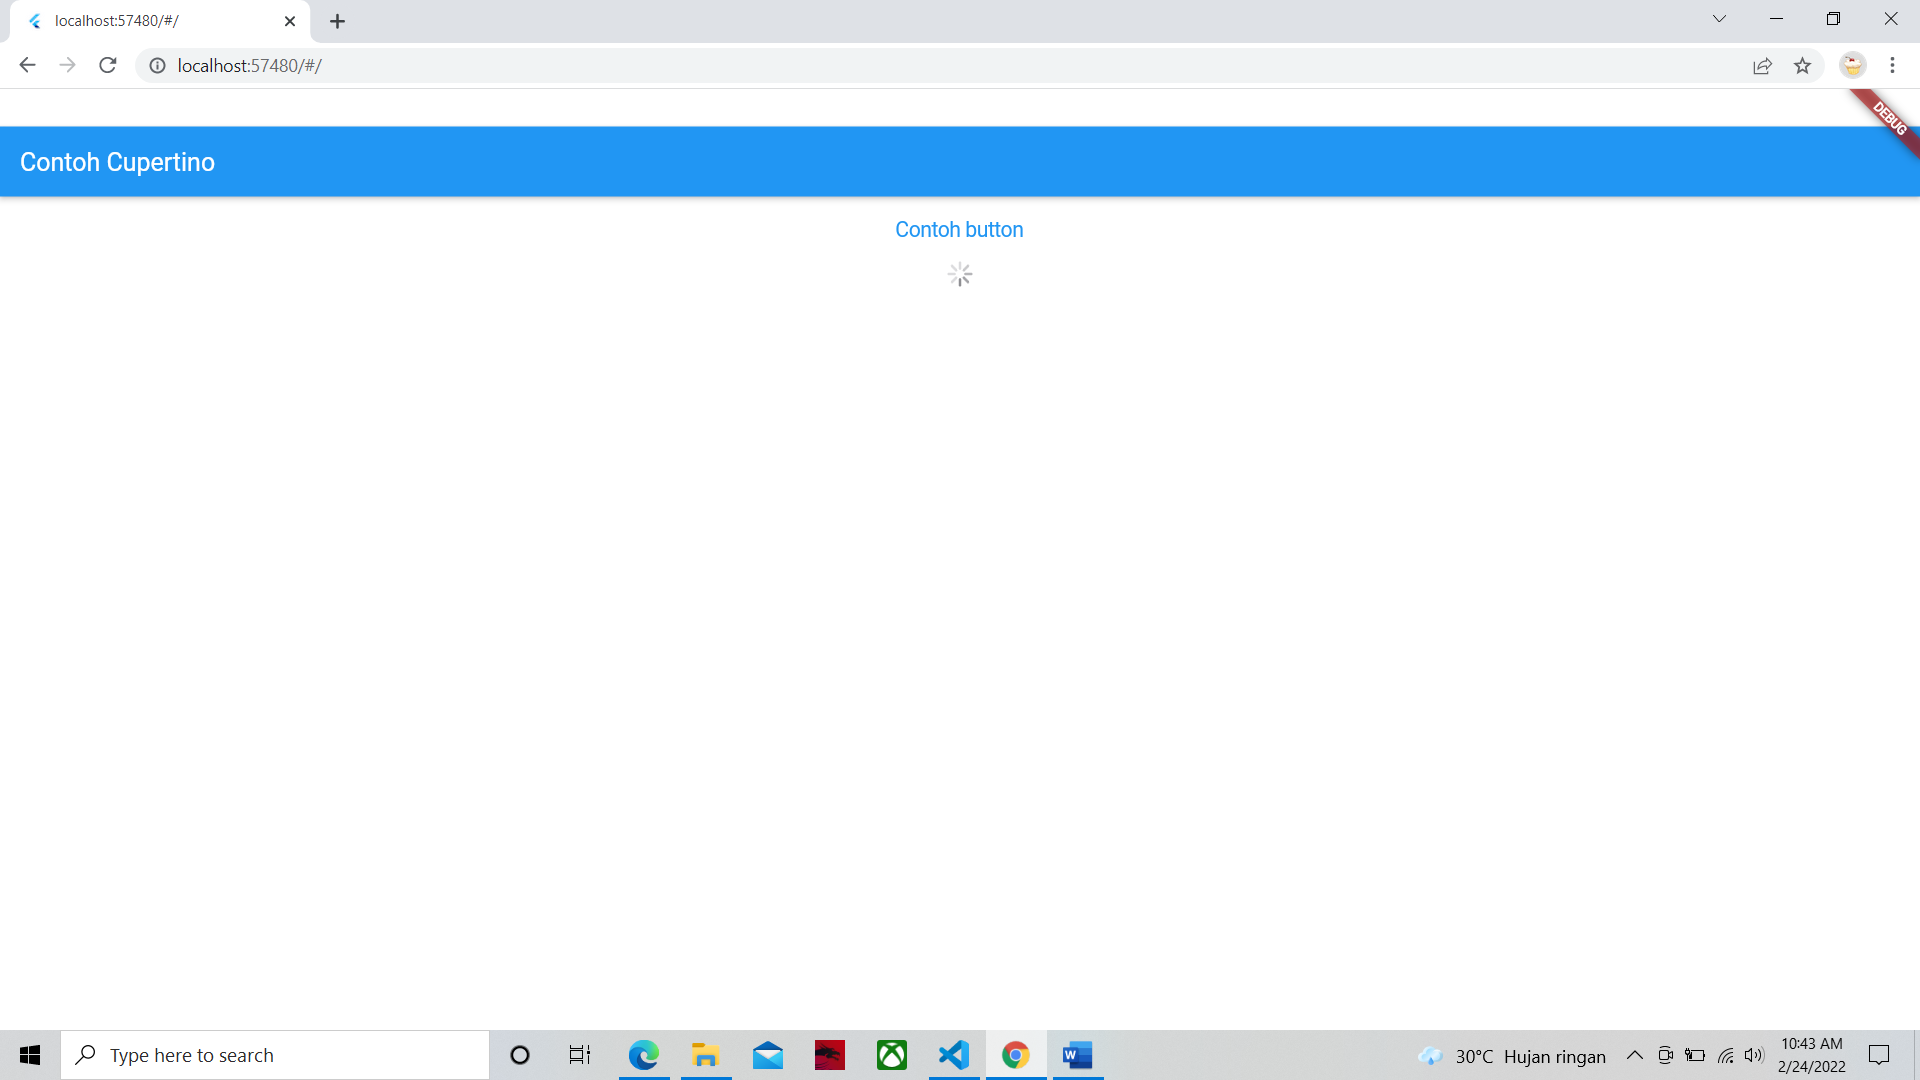 localhost:57480/#/
localhost:57480/#/
DEBUG
Contoh Cupertino
Contoh button
Type here to search
W
30°C Hujan ringan
10:43 AM
2/24/2022